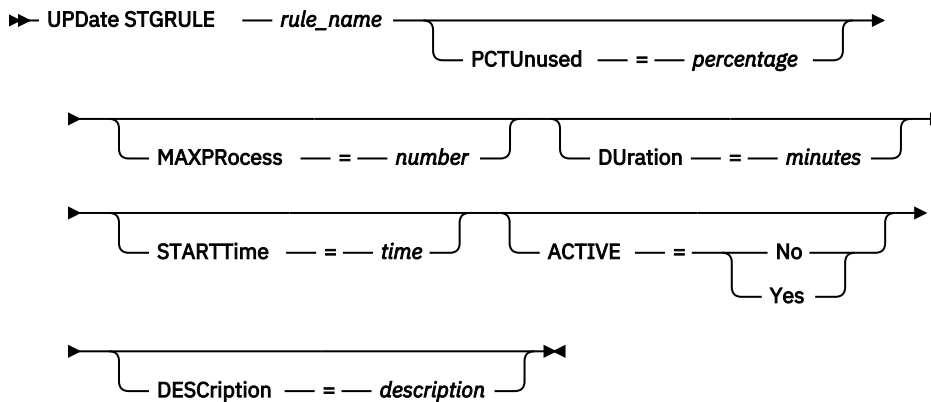 UPDate STGRULE rule_name
PCTUnused = percentage
MAXPRocess = number DUration = minutes
STARTTime = time ACTIVE = No
Yes
DESCription = description